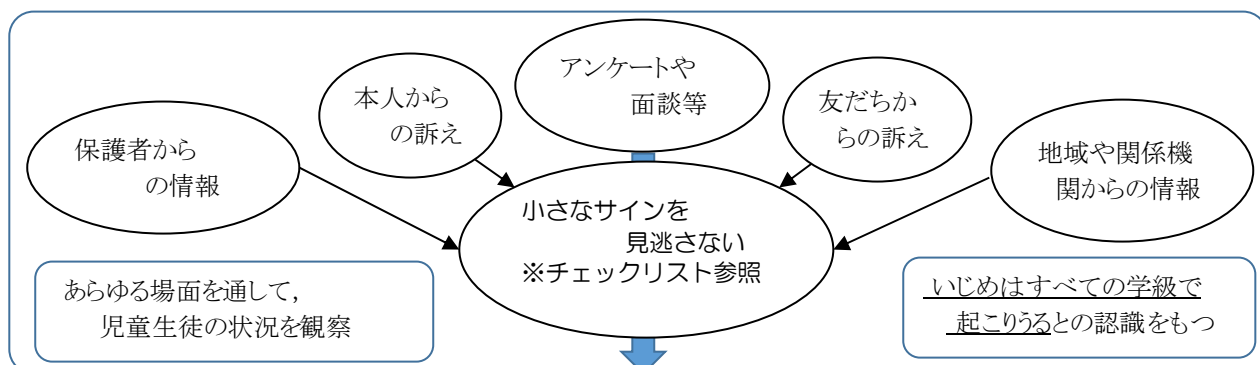 アンケートや
面談等
本人から
の訴え
友だちか
らの訴え
保護者から
の情報
地域や関係機
関からの情報
小さなサインを
見逃さない
※チェックリスト参照
あらゆる場面を通して，
児童生徒の状況を観察
いじめはすべての学級で
起こりうるとの認識をもつ